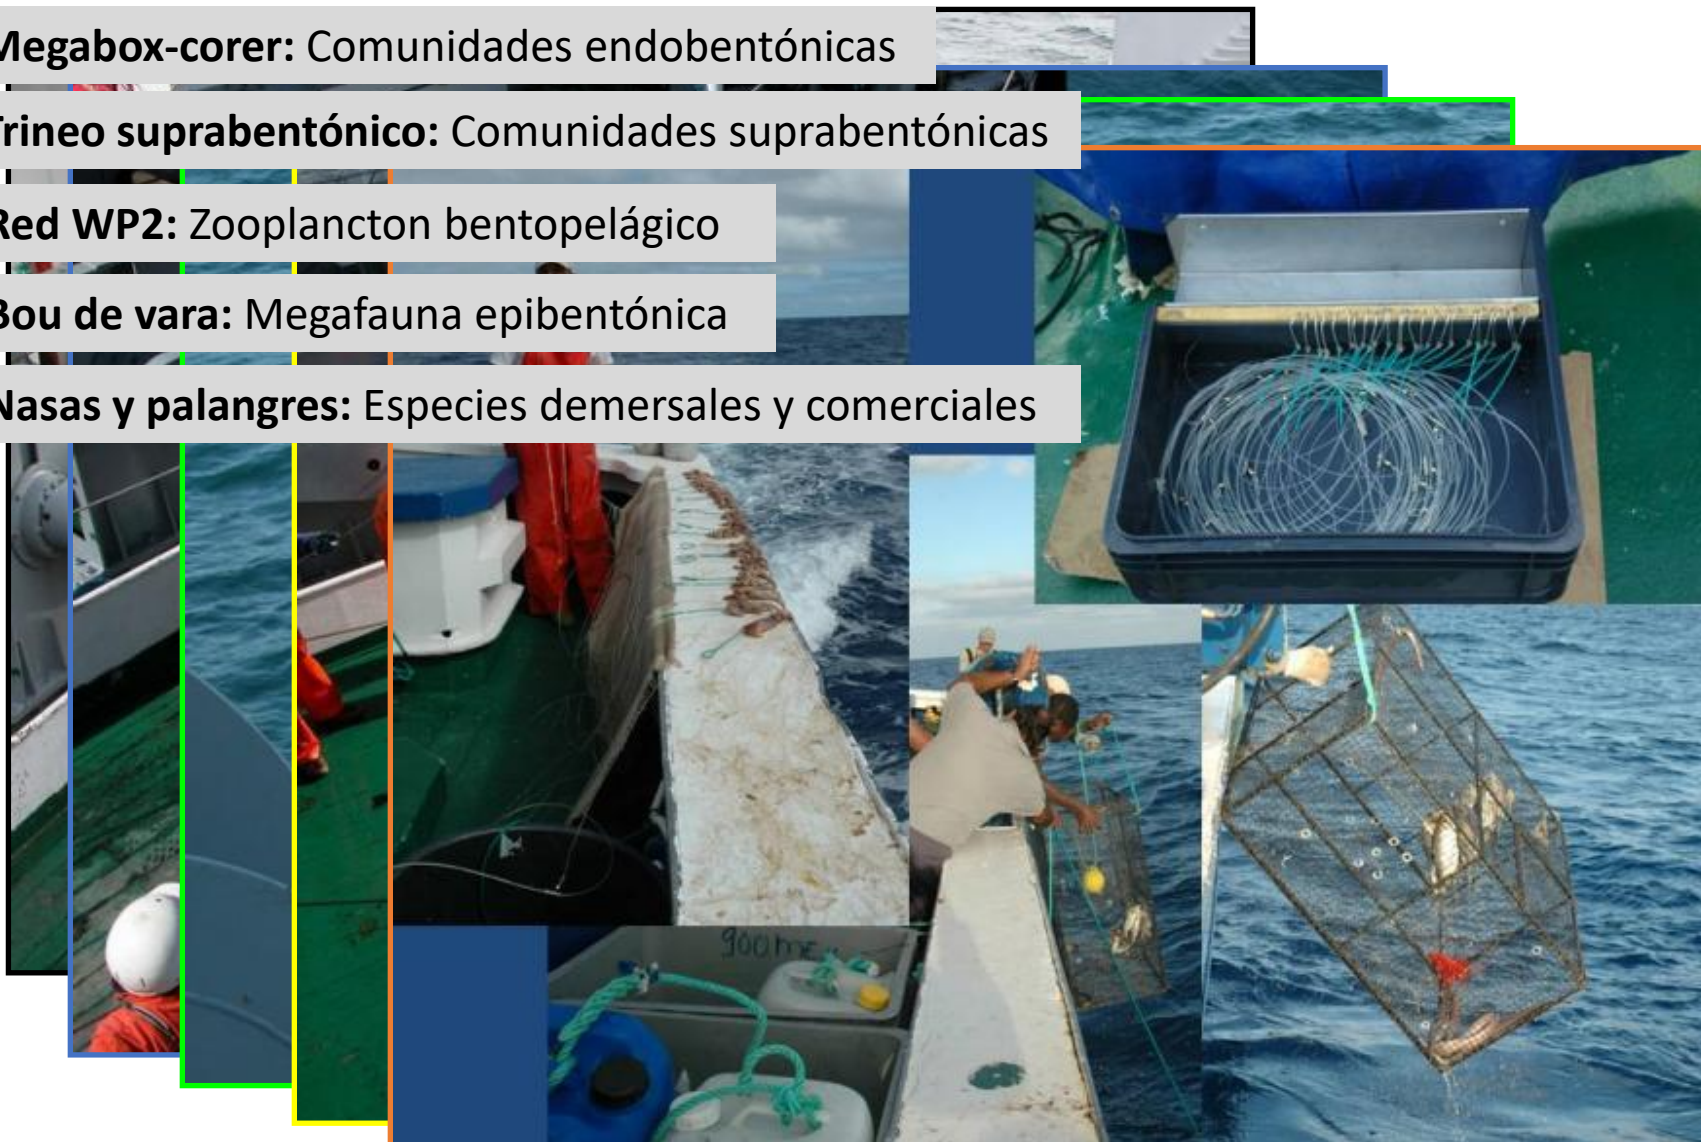 Megabox-corer: Comunidades endobentónicas
Trineo suprabentónico: Comunidades suprabentónicas
Red WP2: Zooplancton bentopelágico
Bou de vara: Megafauna epibentónica
Nasas y palangres: Especies demersales y comerciales